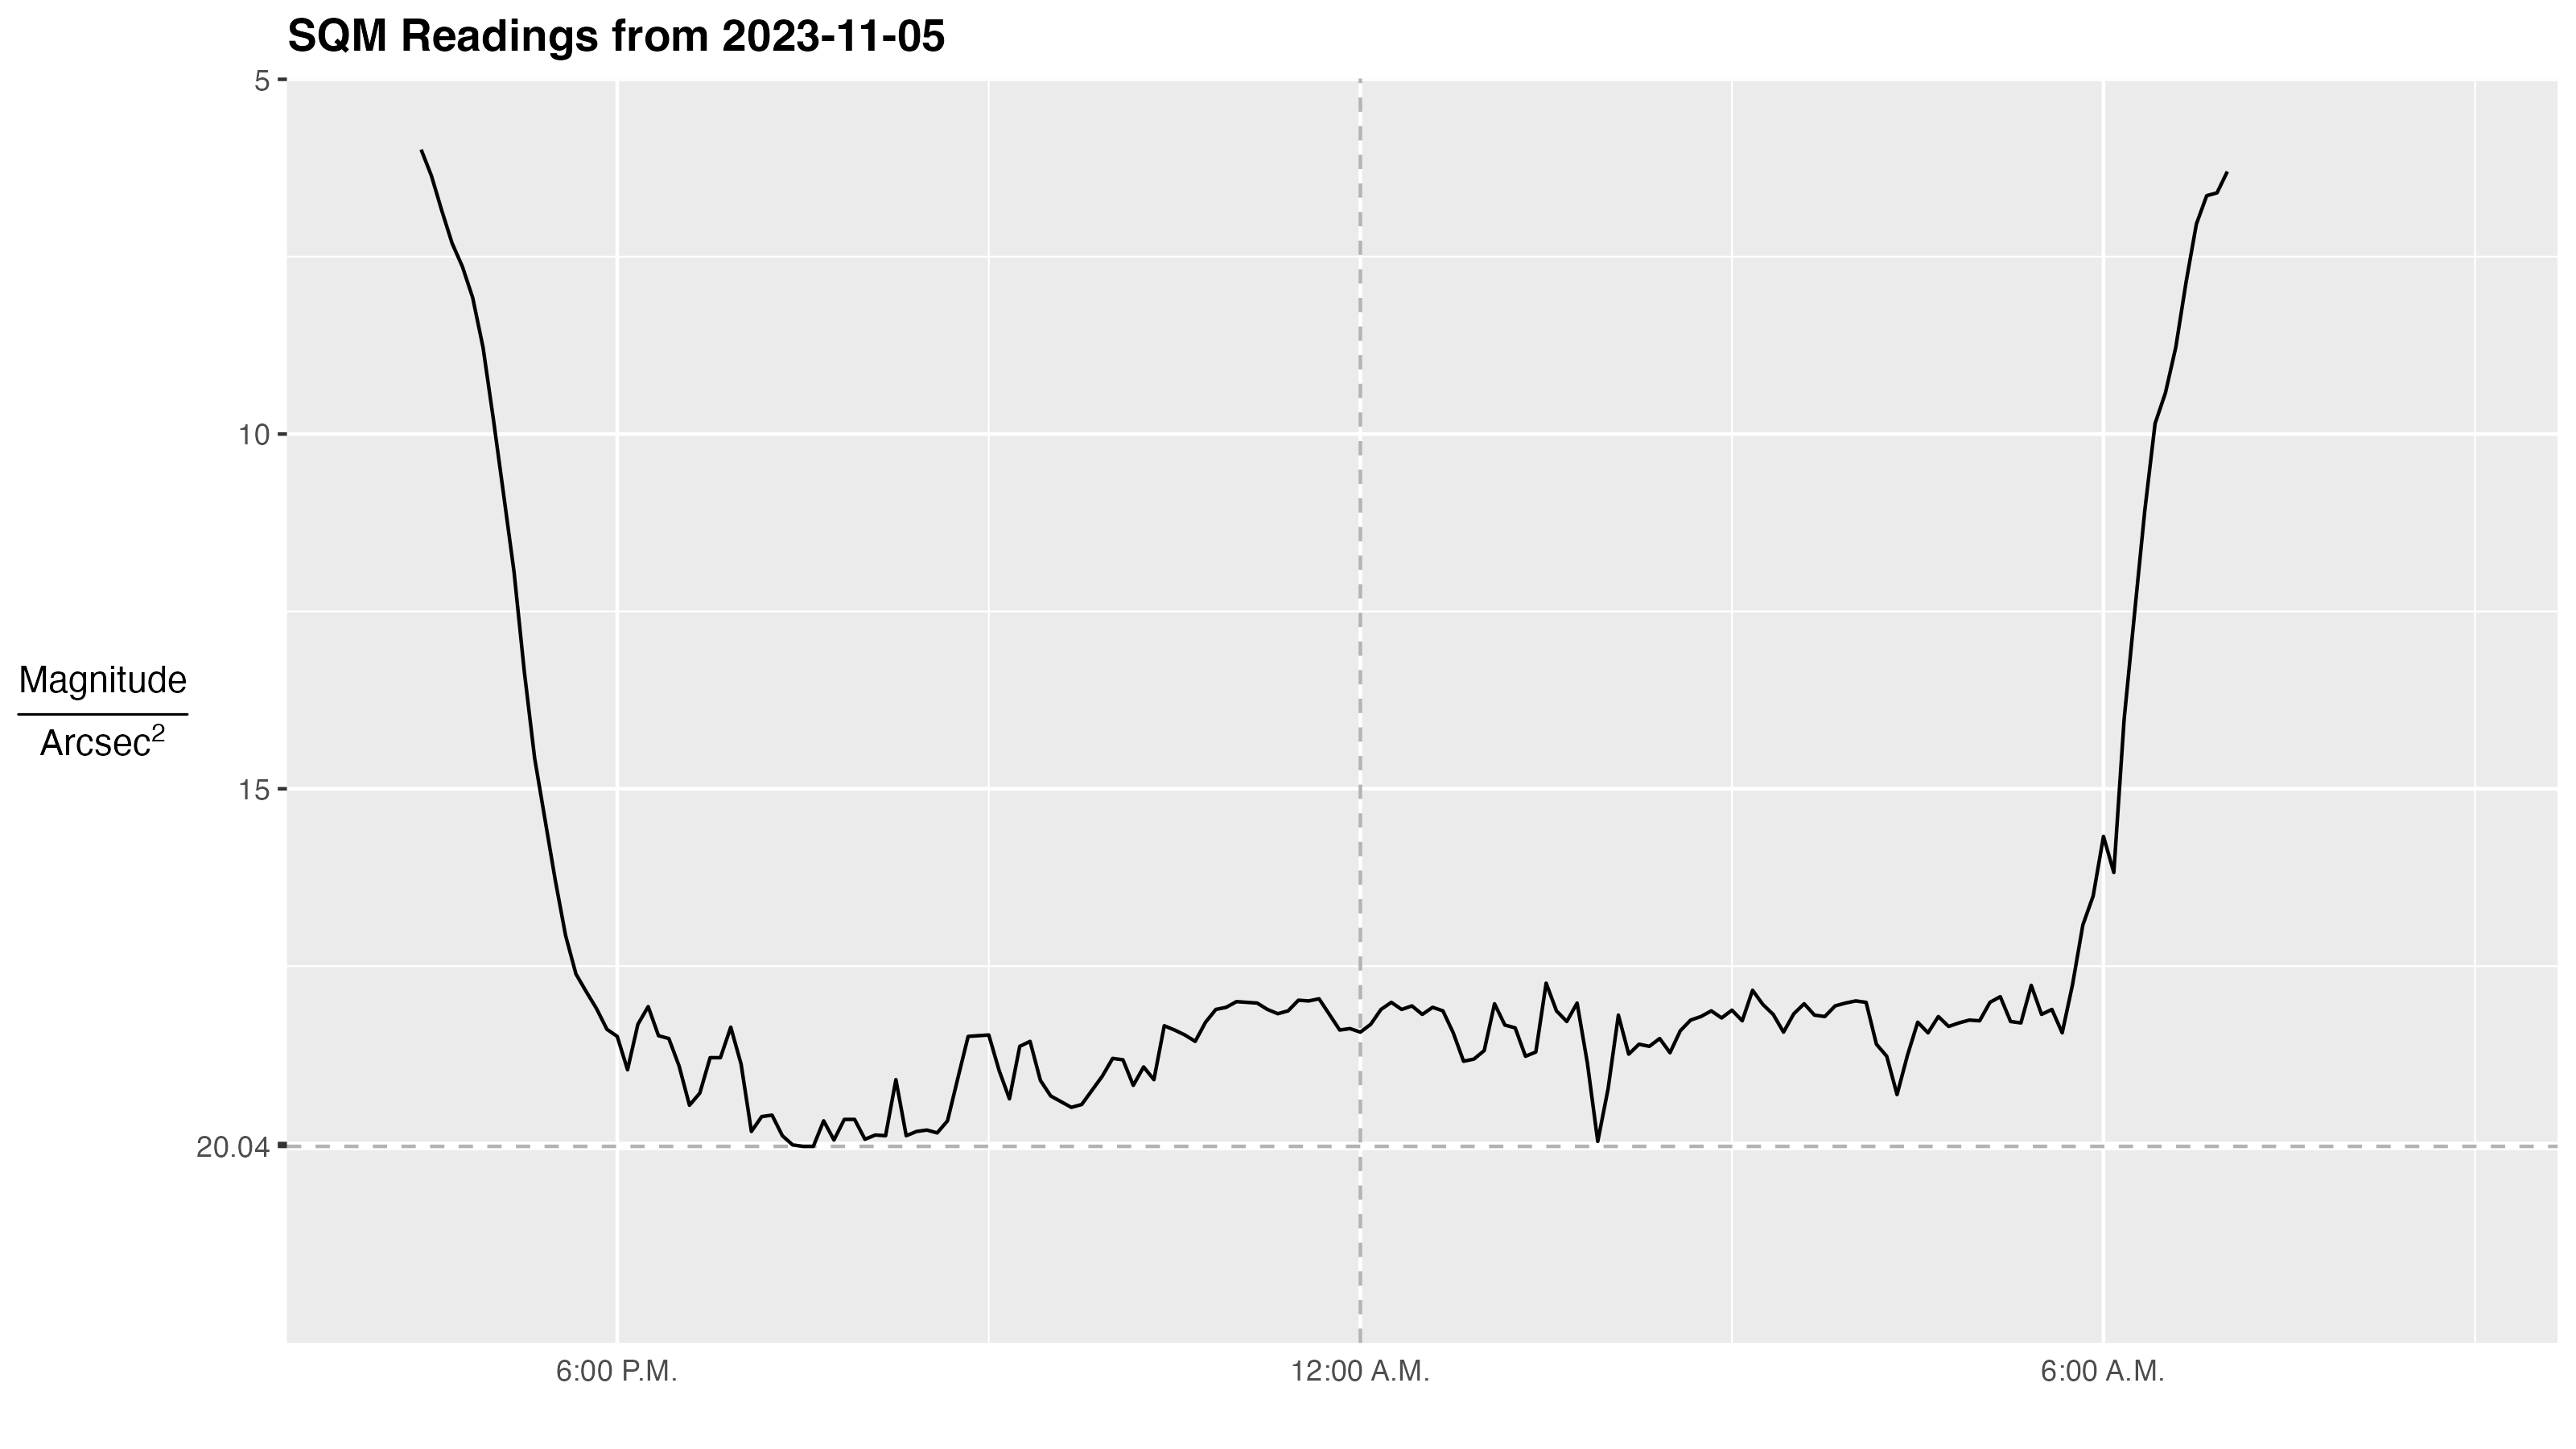 SQM Readings from 2023-11-05
5
10
15
20.04
Magnitude
Arcsec²
6:00 P.M.
12:00 A.M.
6:00 A.M.